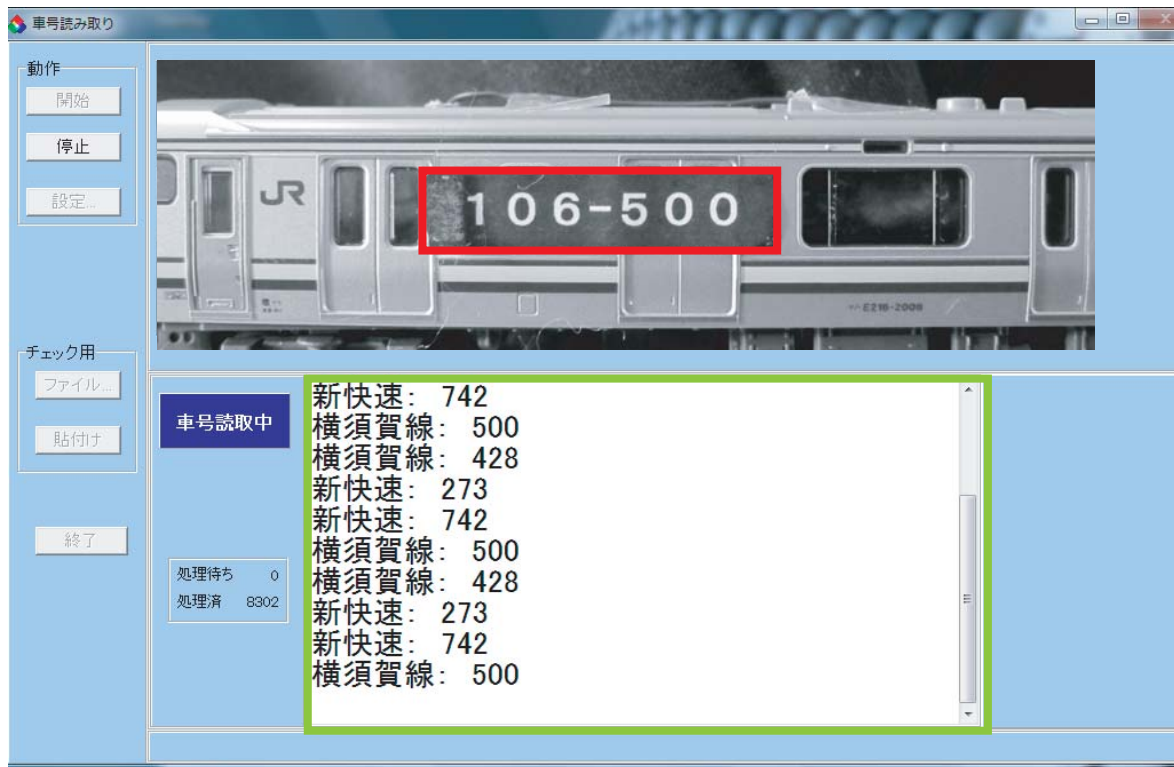 車号読み取り
動作
開始
停止
設定...
JR
106-500
E216-2008
チェック用
ファイル...
貼付け
終了
車号読取中
処理待ち 0
処理済 8302
新快速: 742
横須賀線: 500
横須賀線: 428
新快速: 273
新快速: 742
横須賀線: 500
横須賀線: 428
新快速: 273
新快速: 742
横須賀線: 500